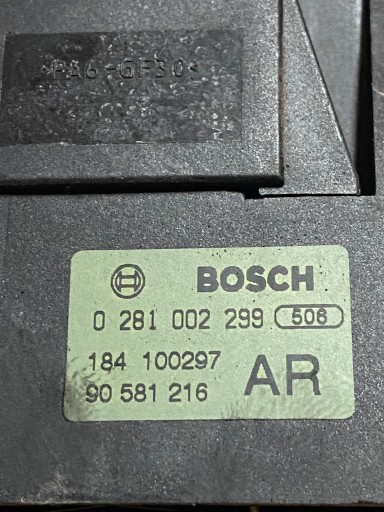 >PA6-GF30<
BOSCH
0 281 002 299 506
184 100297
90 581 216 AR